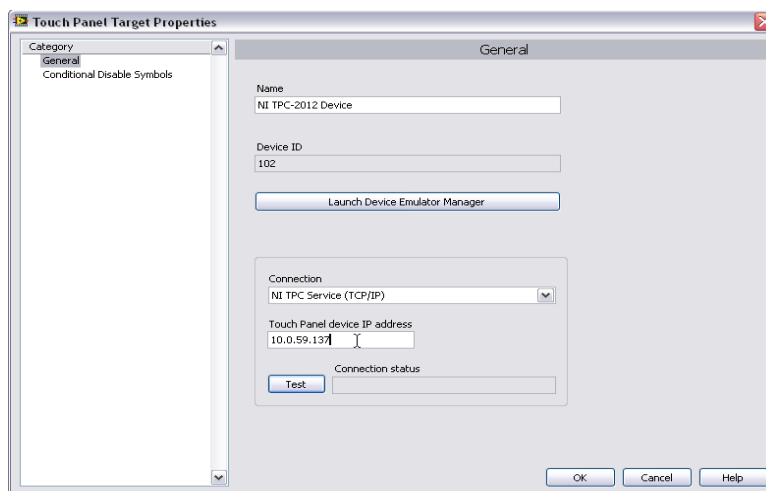 Touch Panel Target Properties
Category
General
Conditional Disable Symbols
General
Name
NI TPC-2012 Device
Device ID
102
Launch Device Emulator Manager
Connection
NI TPC Service (TCP/IP)
Touch Panel device IP address
10.0.59.137
Connection status
Test
OK Cancel Help